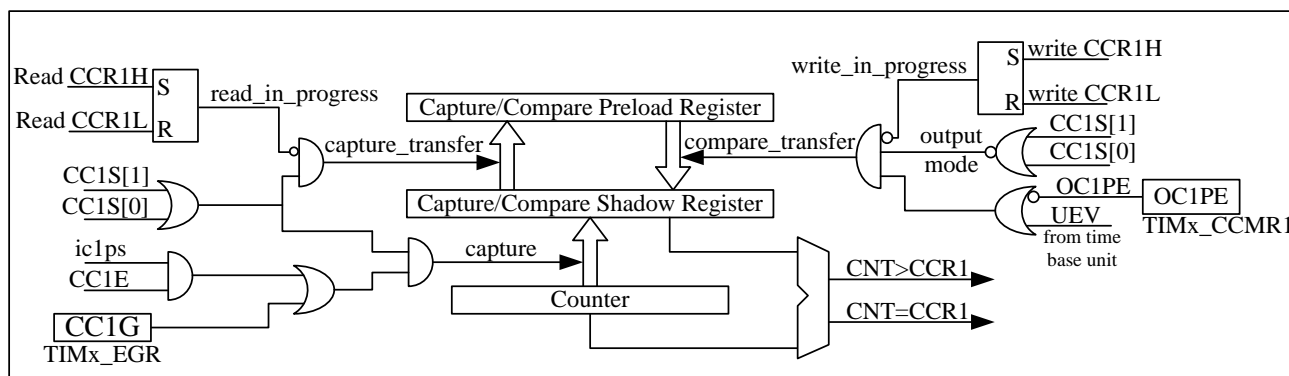 Read CCR1H
S
Read CCR1L
R
read_in_progress
CC1S[1]
CC1S[0]
capture_transfer
ic1ps
CC1E
CC1G
TIMx_EGR
capture
Capture/Compare Preload Register
Capture/Compare Shadow Register
Counter
CNT>CCR1
CNT=CCR1
compare_transfer
write_in_progress
S
write CCR1H
R
write CCR1L
output
mode
CC1S[1]
CC1S[0]
OC1PE
OC1PE
TIMx_CCMR1
UEV
from time
base unit